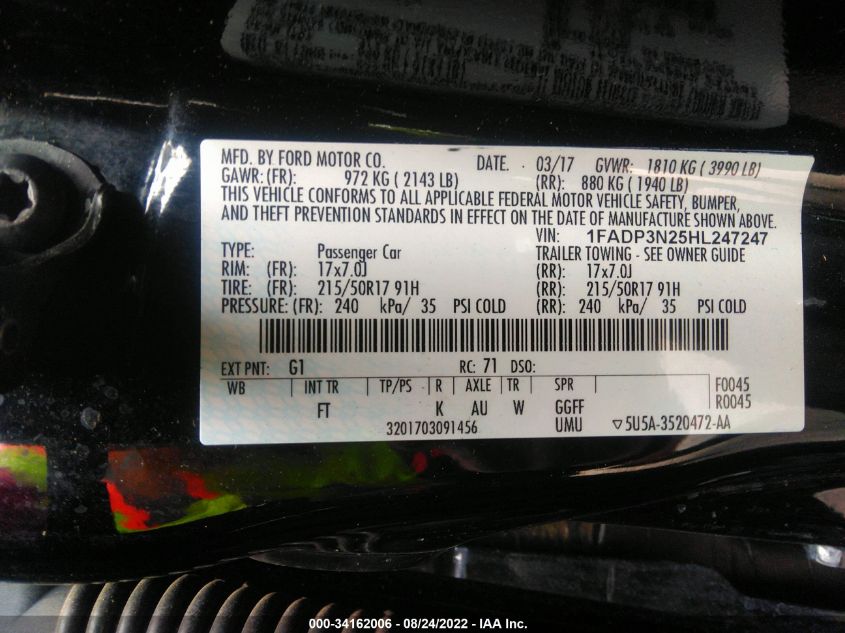 MFD. BY FORD MOTOR CO. DATE. 03/17 GVWR: 1810 KG ( 3990 LB)
GAWR: (FR): 972 KG ( 2143 LB) (RR): 880 KG ( 1940 LB)
THIS VEHICLE CONFORMS TO ALL APPLICABLE FEDERAL MOTOR VEHICLE SAFETY, BUMPER,
AND THEFT PREVENTION STANDARDS IN EFFECT ON THE DATE OF MANUFACTURE SHOWN ABOVE.
VIN: 1FADP3N25HL247247
TYPE: Passenger Car TRAILER TOWING - SEE OWNER GUIDE
RIM: (FR): 17x7.0J (RR): 17x7.0J
TIRE: (FR): 215/50R17 91H (RR): 215/50R17 91H
PRESSURE: (FR): 240 kPa/ 35 PSI COLD (RR): 240 kPa/ 35 PSI COLD
EXT PNT: G1 RC: 71 DSO:
WB INT TR TP/PS R AXLE TR SPR F0045
FT K AU W GGFF R0045
3201703091456 UMU ▽5U5A-3520472-AA
000-34162006 - 08/24/2022 - IAA Inc.